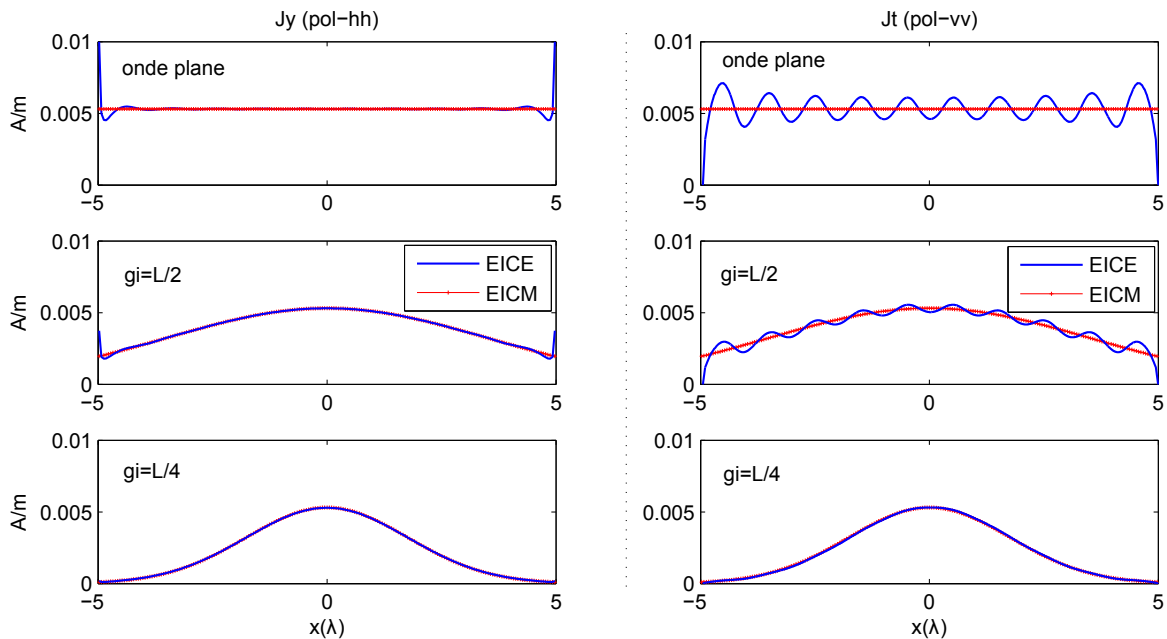 Jy (pol−hh)
0.01
0.005
0
A/m
onde plane
−5
0
5
Jt (pol−vv)
0.01
0.005
0
onde plane
−5
0
5
0.01
0.005
0
A/m
gi=L/2
EICE
EICM
−5
0
5
0.01
0.005
0
gi=L/2
EICE
EICM
−5
0
5
0.01
0.005
0
A/m
gi=L/4
−5
0
5
x(λ)
0.01
0.005
0
gi=L/4
−5
0
5
x(λ)